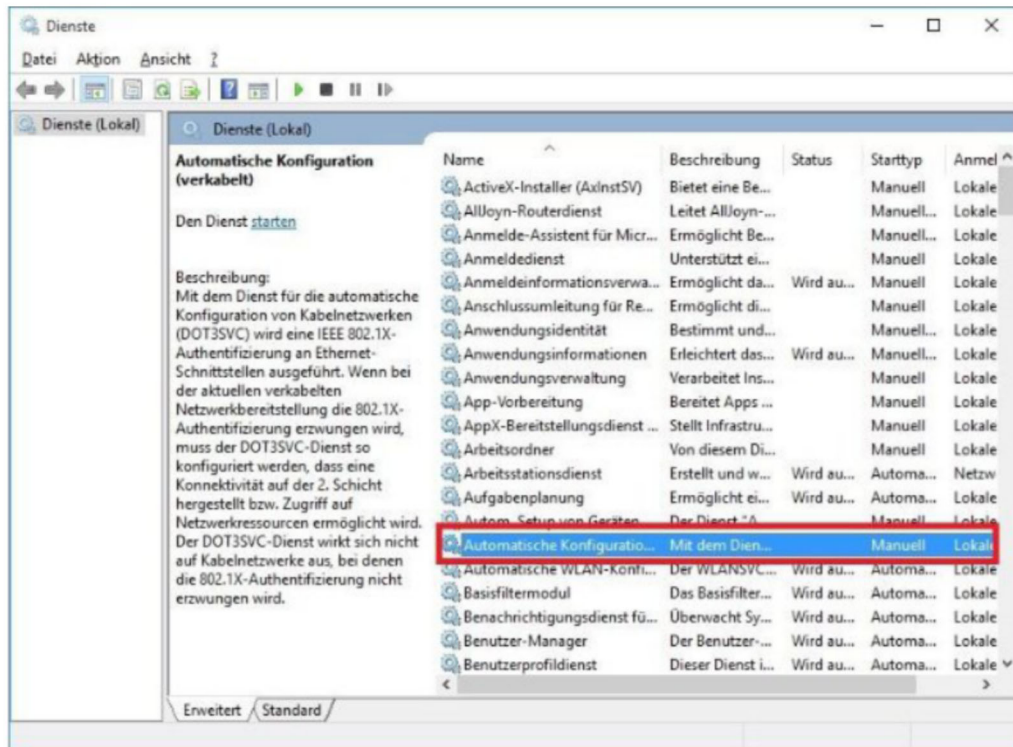 Dienste
Datei Aktion Ansicht ?
Dienste (Lokal)
Dienste (Lokal)
Automatische Konfiguration
(verkabelt)
Den Dienst starten
Beschreibung:
Mit dem Dienst für die automatische
Konfiguration von Kabelnetzwerken
(DOT3SVC) wird eine IEEE 802.1X-
Authentifizierung an Ethernet-
Schnittstellen ausgeführt. Wenn bei
der aktuellen verkabelten
Netzwerkbereitstellung die 802.1X-
Authentifizierung erzwungen wird,
muss der DOT3SVC-Dienst so
konfiguriert werden, dass eine
Konnektivität auf der 2. Schicht
hergestellt bzw. Zugriff auf
Netzwerkressourcen ermöglicht wird.
Der DOT3SVC-Dienst wirkt sich nicht
auf Kabelnetzwerke aus, bei denen
die 802.1X-Authentifizierung nicht
erzwungen wird.
Name Beschreibung Status Starttyp Anmel
ActiveX-Installer (AxInstSV) Bietet eine Be... Manuell Lokale
AllJoyn-Routerdienst Leitet AllJoyn-... Manuell... Lokale
Anmelde-Assistent für Micr... Ermöglicht Be... Manuell... Lokale
Anmeldedienst Unterstützt ei... Manuell Lokale
Anmeldeinformationsverwa... Ermöglicht da... Wird au... Manuell Lokale
Anschlussumleitung für Re... Ermöglicht di... Manuell Lokale
Anwendungsidentität Bestimmt und... Manuell... Lokale
Anwendungsinformationen Erleichtert das... Wird au... Manuell... Lokale
Anwendungsverwaltung Verarbeitet Ins... Manuell Lokale
App-Vorbereitung Bereitet Apps ... Manuell Lokale
AppX-Bereitstellungsdienst ... Stellt Infrastru... Manuell Lokale
Arbeitsordner Von diesem Di... Manuell Lokale
Arbeitsstationsdienst Erstellt und w... Wird au... Automa... Netzw
Aufgabenplanung Ermöglicht ei... Wird au... Automa... Lokale
Autom. Setup von Geräten Der Dienst "A Manuell Lokale
Automatische Konfiguratio... Mit dem Dien... Manuell Lokale
Automatische WLAN-Konfi... Der WLANSVC... Wird au... Automa... Lokale
Basisfiltermodul Das Basisfilter... Wird au... Automa... Lokale
Benachrichtigungsdienst fü... Überwacht Sy... Wird au... Automa... Lokale
Benutzer-Manager Der Benutzer-... Wird au... Automa... Lokale
Benutzerprofildienst Dieser Dienst i... Wird au... Automa... Lokale
Erweitert Standard